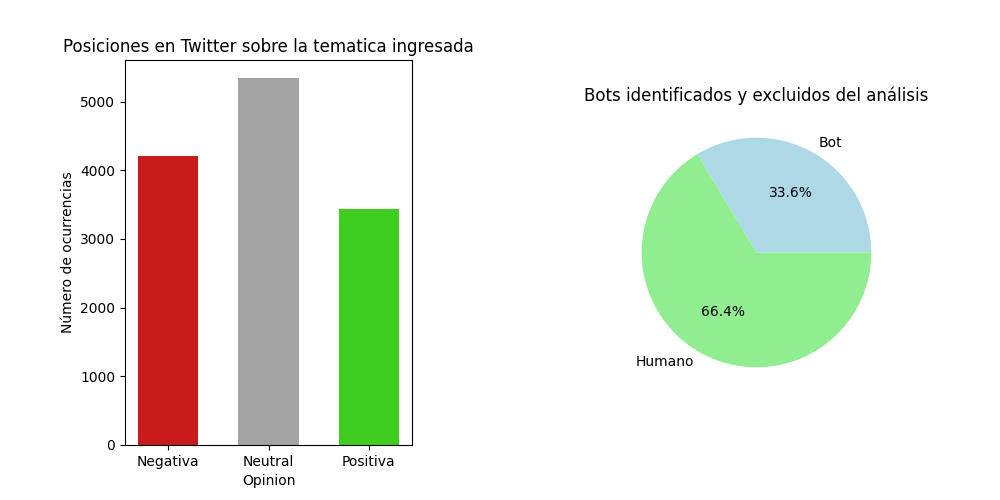 Posiciones en Twitter sobre la tematica ingresada
Número de ocurrencias
5000
4000
3000
2000
1000
0
Negativa
Neutral
Positiva
Opinion
Bots identificados y excluidos del análisis
Bot
33.6%
66.4%
Humano